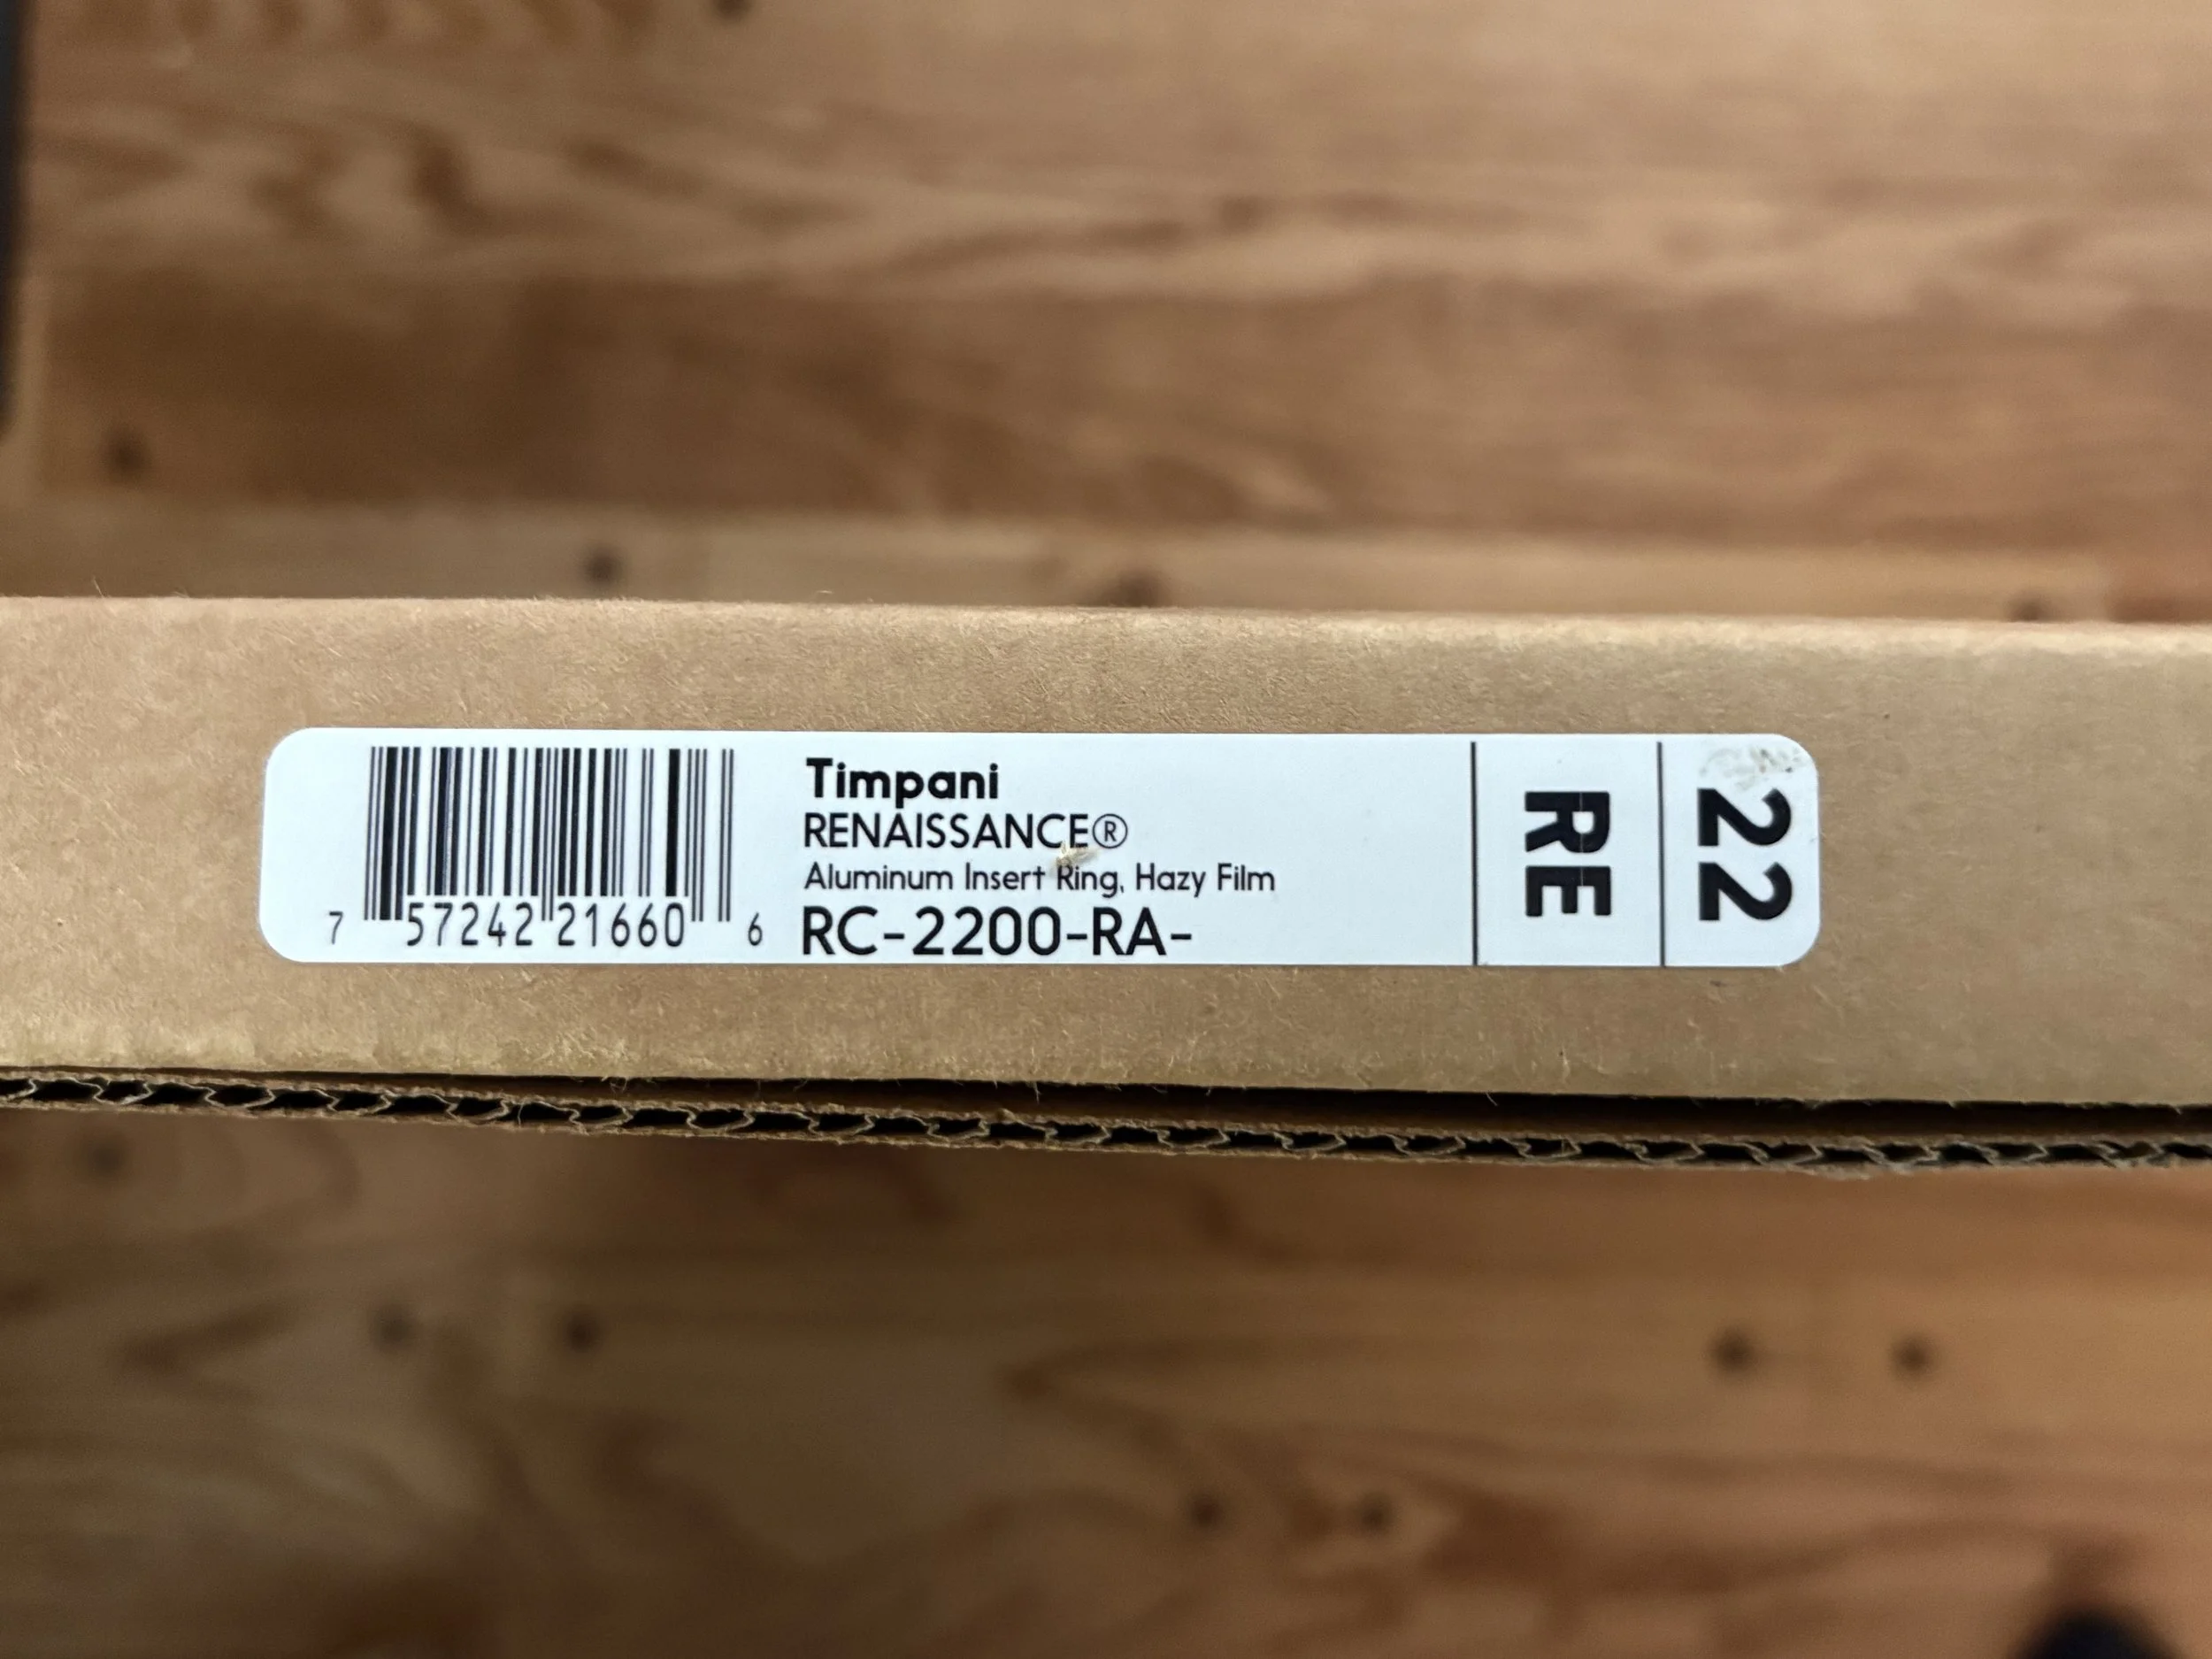 Timpani
RENAISSANCE®
Aluminum Insert Ring, Hazy Film
RC-2200-RA-
7 57242 21660 6
RE
22